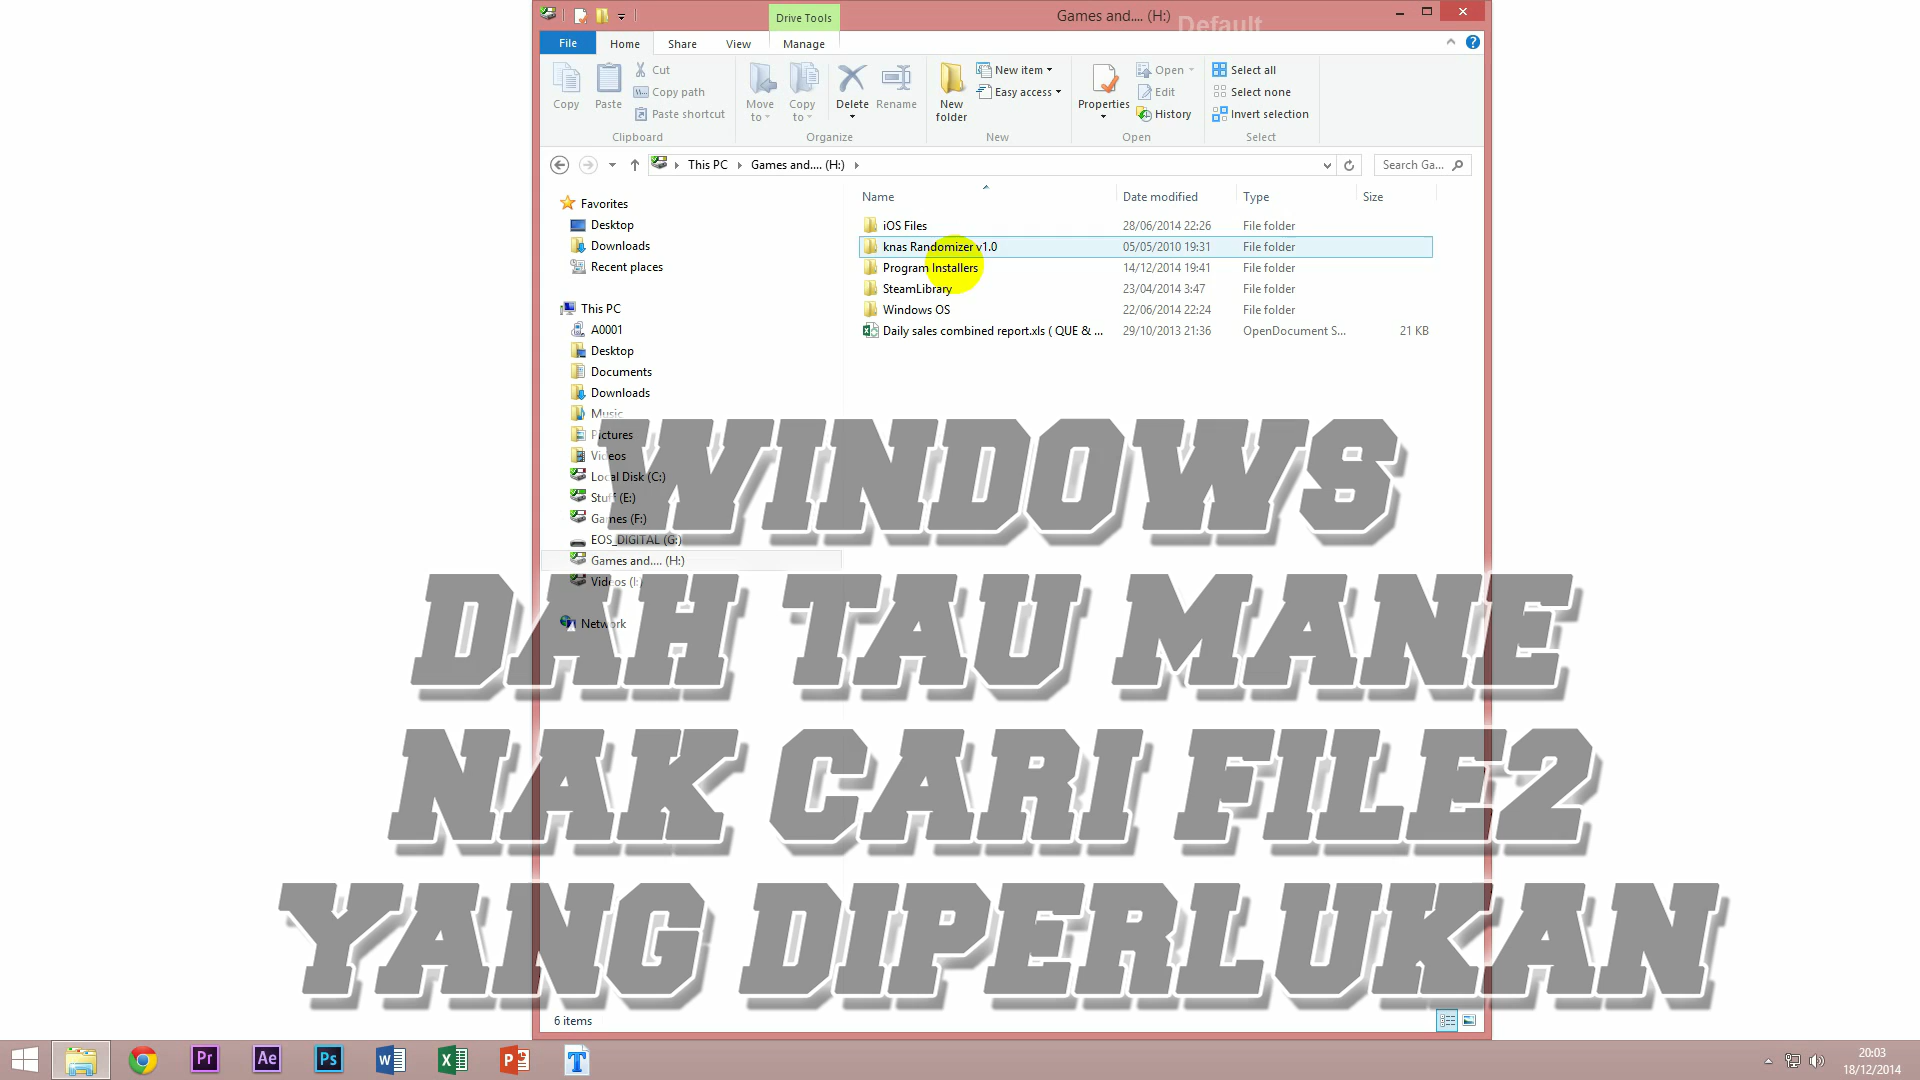 Drive Tools
Games and.... (H:)
Default
File
Home
Share
View
Manage
Copy
Paste
Cut
Copy path
Paste shortcut
Clipboard
Move to
Copy to
Delete
Rename
Organize
New folder
New item
Easy access
New
Properties
Open
Edit
History
Open
Select all
Select none
Invert selection
Select
This PC
Games and.... (H:)
Search Ga...
Name
Date modified
Type
Size
iOS Files 28/06/2014 22:26 File folder
knas Randomizer v1.0 05/05/2010 19:31 File folder
Program Installers 14/12/2014 19:41 File folder
SteamLibrary 23/04/2014 3:47 File folder
Windows OS 22/06/2014 22:24 File folder
Daily sales combined report.xls ( QUE & ... 29/10/2013 21:36 OpenDocument S... 21 KB
Favorites
Desktop
Downloads
Recent places
This PC
A0001
Desktop
Documents
Downloads
Music
Pictures
Videos
Local Disk (C:)
Stuff (E:)
Games (F:)
EOS_DIGITAL (G:)
Games and.... (H:)
Videos (I:)
Network
WINDOWS
DAH TAU MANE
NAK CARI FILE2
YANG DIPERLUKAN
6 items
Pr
Ae
Ps
20:03
18/12/2014